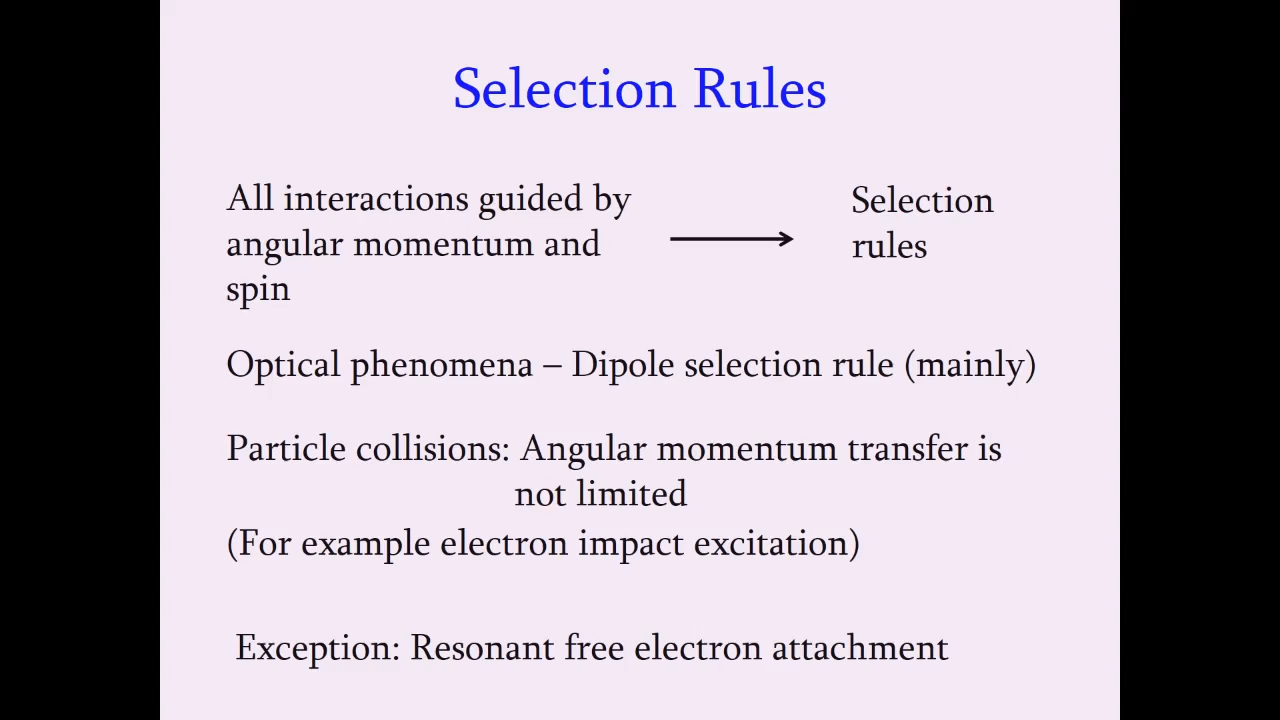 Selection Rules
All interactions guided by
angular momentum and
spin
Selection
rules
Optical phenomena – Dipole selection rule (mainly)
Particle collisions: Angular momentum transfer is
not limited
(For example electron impact excitation)
Exception: Resonant free electron attachment